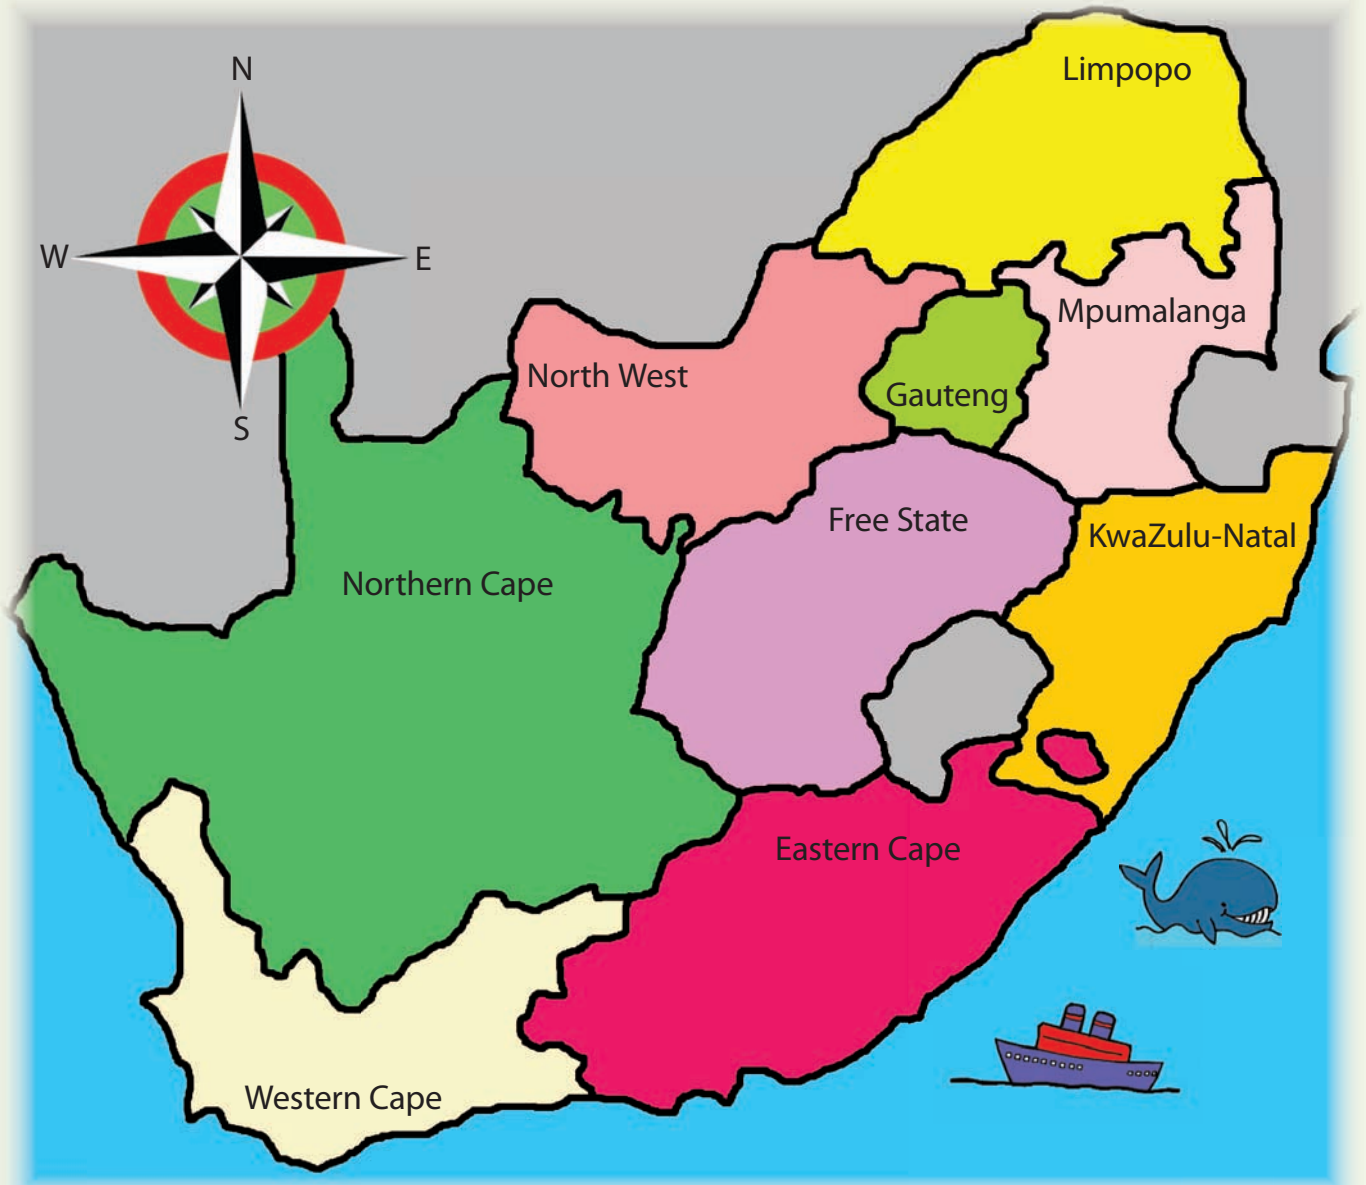 N
W
E
S
Limpopo
Mpumalanga
North West
Gauteng
Free State
KwaZulu-Natal
Northern Cape
Eastern Cape
Western Cape